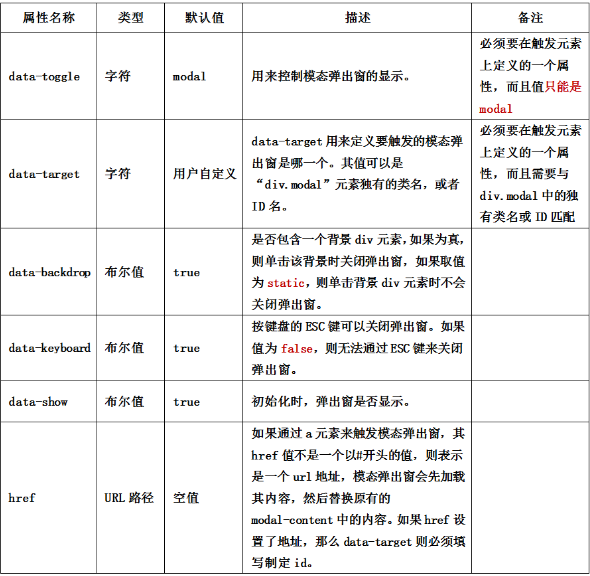 属性名称 类型 默认值 描述 备注
data-toggle 字符 modal 用来控制模态弹出窗的显示。 必须要在触发元素
上定义的一个属
性，而且值只能是
modal
data-target 字符 用户自定义 data-target 用来定义要触发的模态弹
出窗是哪一个。其值可以是
“div.modal”元素独有的类名，或者
ID 名。
必须要在触发元素
上定义的一个属
性，而且需要与
div.modal 中的独
有类名或 ID 匹配
data-backdrop 布尔值 true 是否包含一个背景 div 元素，如果为真，
则单击该背景时关闭弹出窗，如果取值
为 static，则单击背景 div 元素时不会
关闭弹出窗。
data-keyboard 布尔值 true 按键盘的 ESC 键可以关闭弹出窗。如果
值为 false，则无法通过 ESC 键来关闭
弹出窗。
data-show 布尔值 true 初始化时，弹出窗是否显示。
href URL 路径 空值 如果通过 a 元素来触发模态弹出窗，其
href 值不是一个以#开头的值，则表示
是一个 url 地址，模态弹出窗会先加载
其内容，然后替换原有的
modal-content 中的内容。如果 href 设
置了地址，那么 data-target 则必须填
写制定 id。